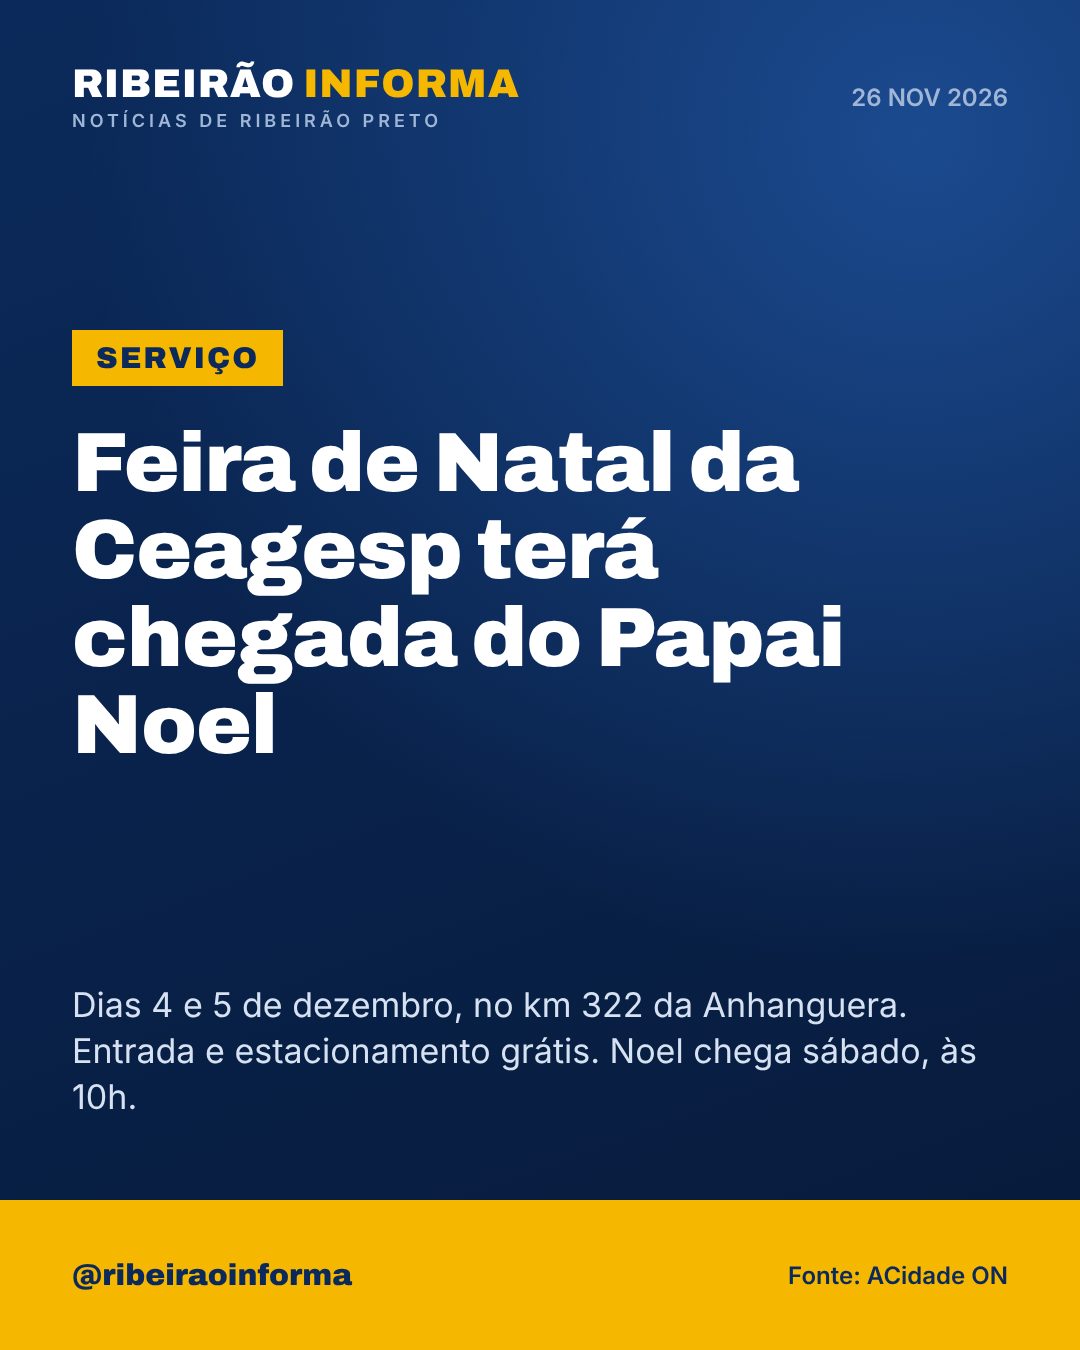 RIBEIRÃO INFORMA
NOTÍCIAS DE RIBEIRÃO PRETO
26 NOV 2026
SERVIÇO
Feira de Natal da
Ceagesp terá
chegada do Papai
Noel
Dias 4 e 5 de dezembro, no km 322 da Anhanguera.
Entrada e estacionamento grátis. Noel chega sábado, às
10h.
@ribeiraoinforma
Fonte: ACidade ON